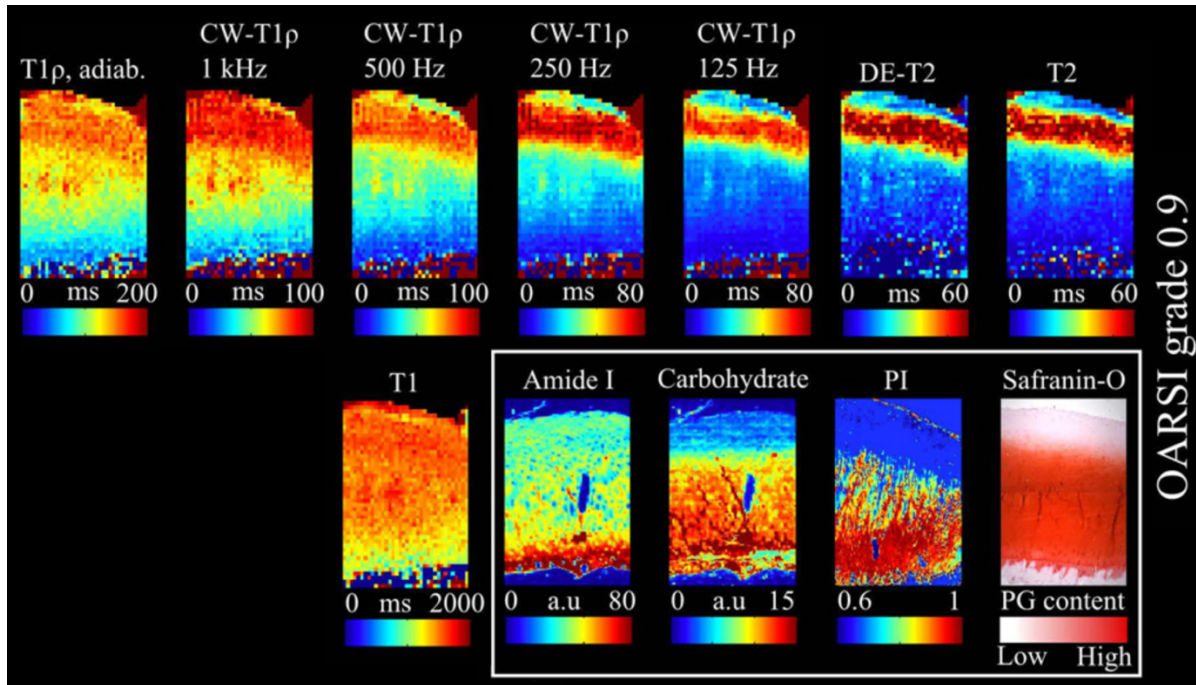 T1ρ, adiab.
CW-T1ρ
1 kHz
CW-T1ρ
500 Hz
CW-T1ρ
250 Hz
CW-T1ρ
125 Hz
DE-T2
T2
0 ms 200
0 ms 100
0 ms 100
0 ms 80
0 ms 80
0 ms 60
0 ms 60
T1
Amide I
Carbohydrate
PI
Safranin-O
0 ms 2000
0 a.u 80
0 a.u 15
0.6 1
PG content
Low High
OARSI grade 0.9